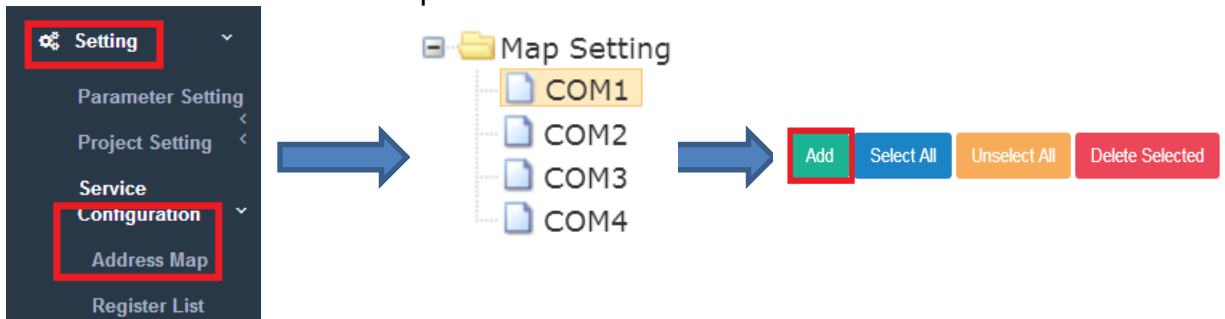 Setting
Parameter Setting
Project Setting
Service
Configuration
Address Map
Register List
Map Setting
COM1
COM2
COM3
COM4
Add Select All Unselect All Delete Selected